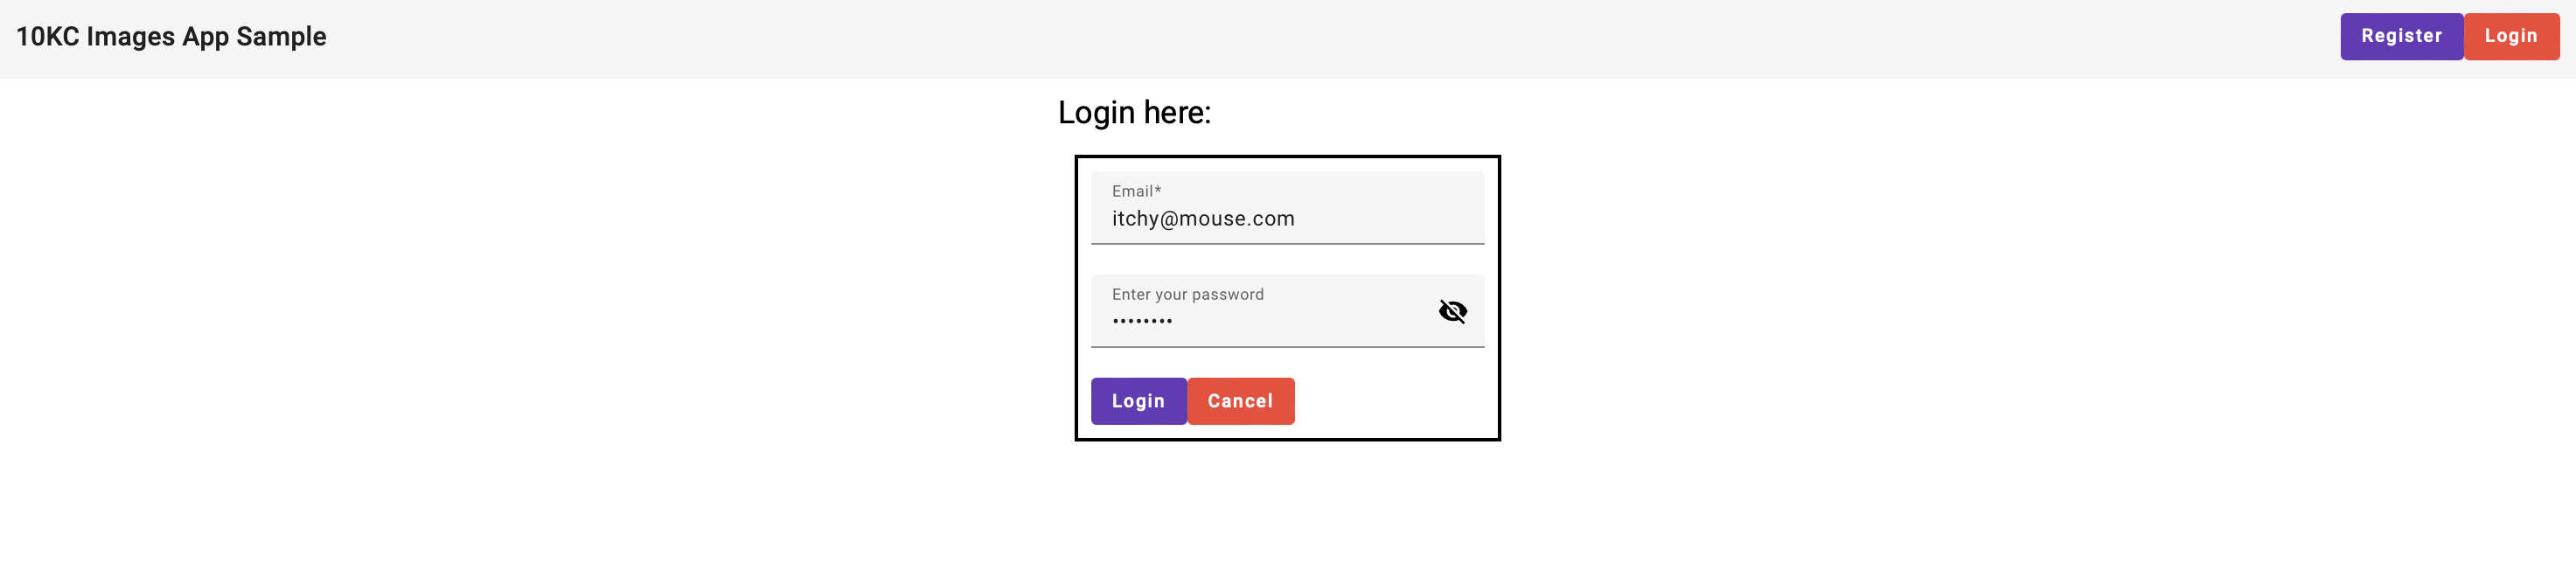 10KC Images App Sample
Register Login
Login here:
Email*
itchy@mouse.com
Enter your password
••••••••
Login Cancel